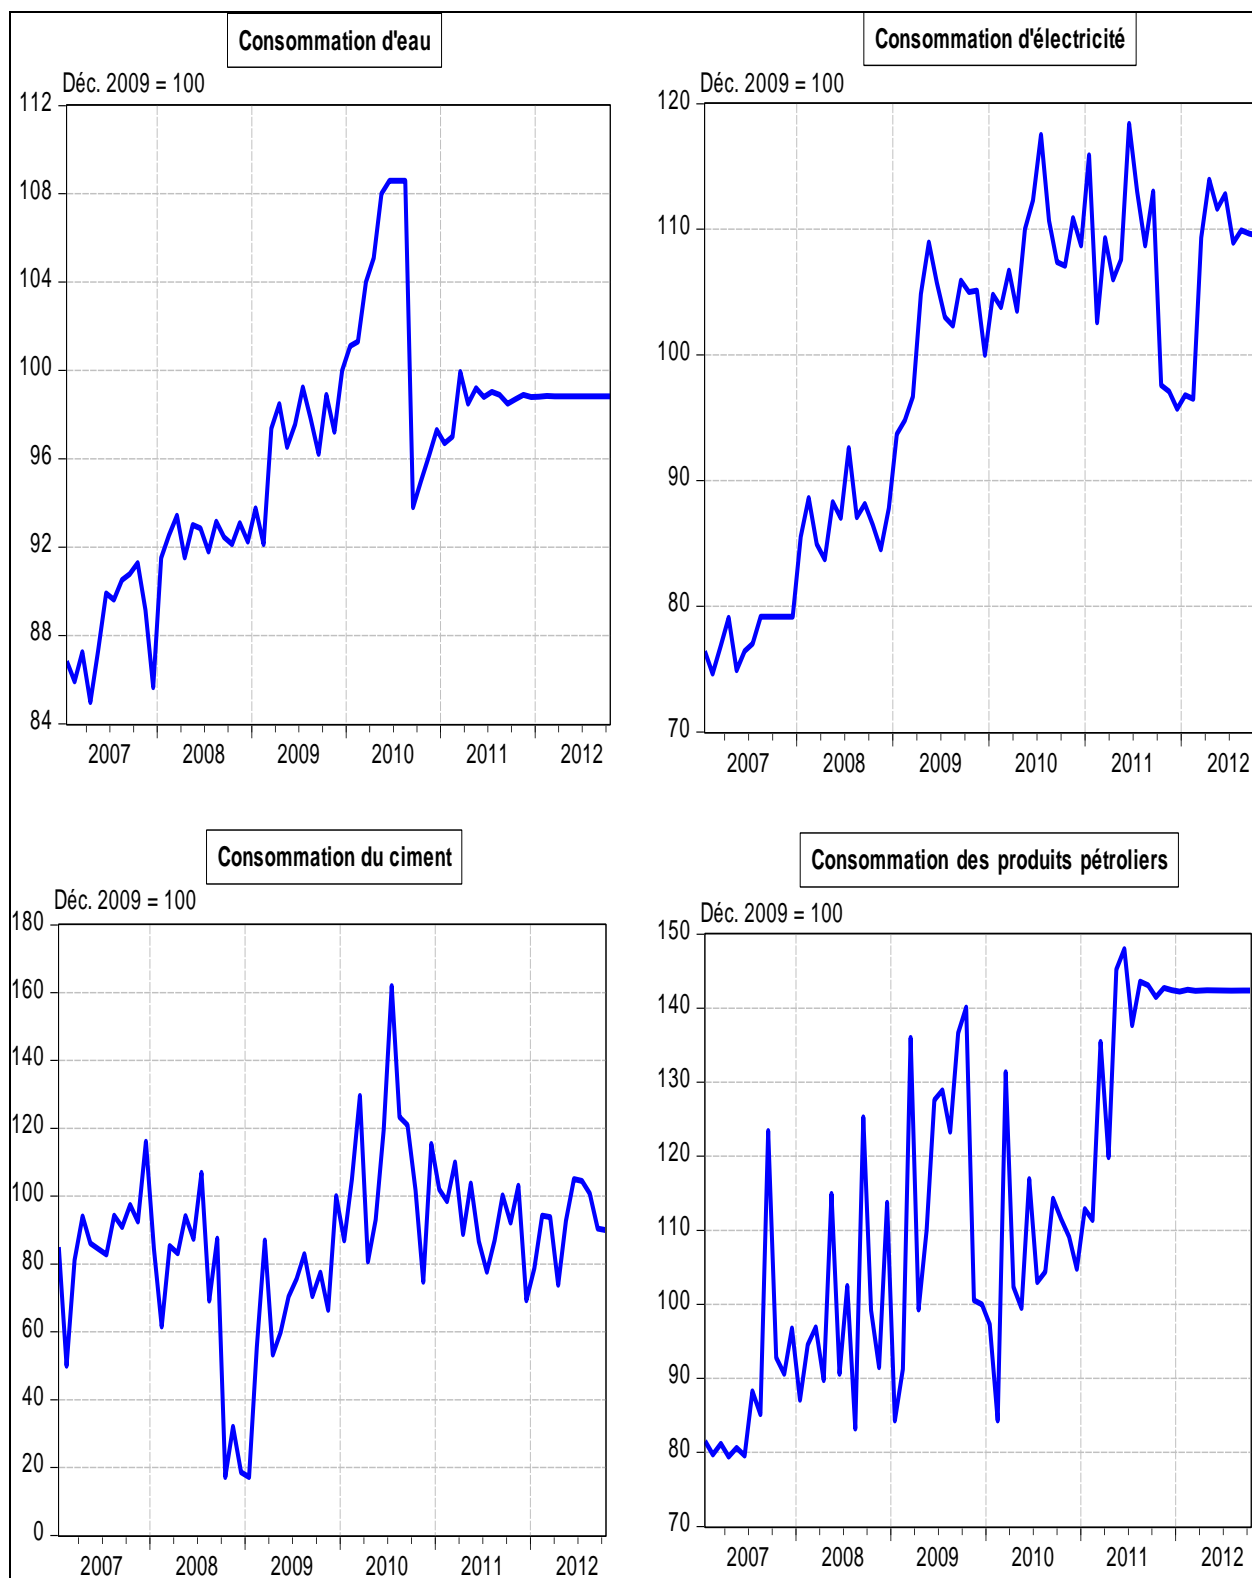 Consommation d'eau
Déc. 2009 = 100
112
108
104
100
96
92
88
84
2007 2008 2009 2010 2011 2012
Consommation d'électricité
Déc. 2009 = 100
120
110
100
90
80
70
2007 2008 2009 2010 2011 2012
Consommation du ciment
Déc. 2009 = 100
180
160
140
120
100
80
60
40
20
0
2007 2008 2009 2010 2011 2012
Consommation des produits pétroliers
Déc. 2009 = 100
150
140
130
120
110
100
90
80
70
2007 2008 2009 2010 2011 2012